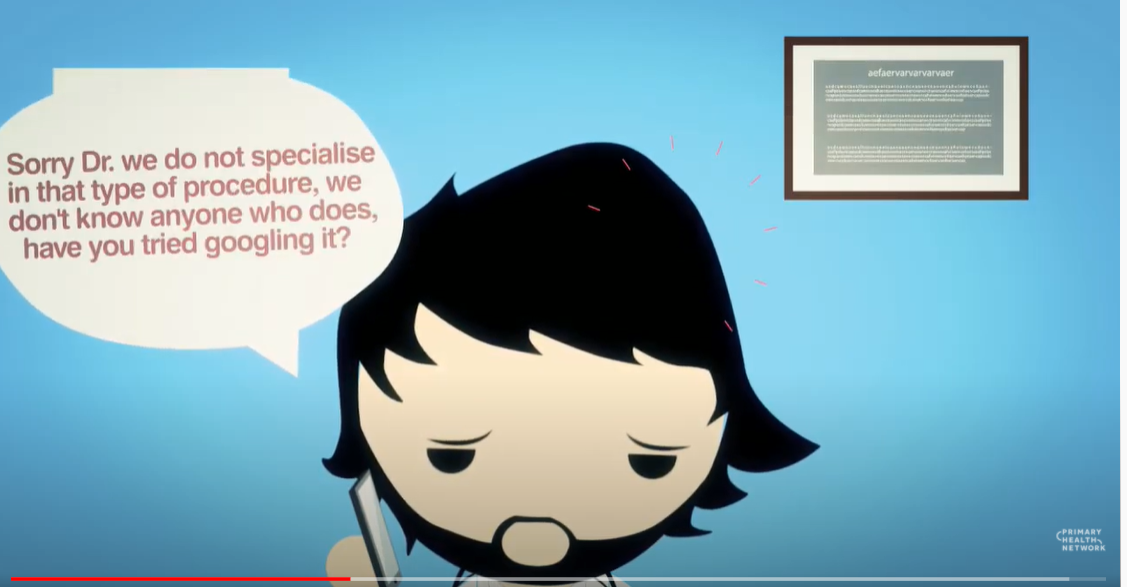 Sorry Dr. we do not specialise
in that type of procedure, we
don't know anyone who does,
have you tried googling it?
aefaervarvarvarvaer
PRIMARY
HEALTH
NETWORK